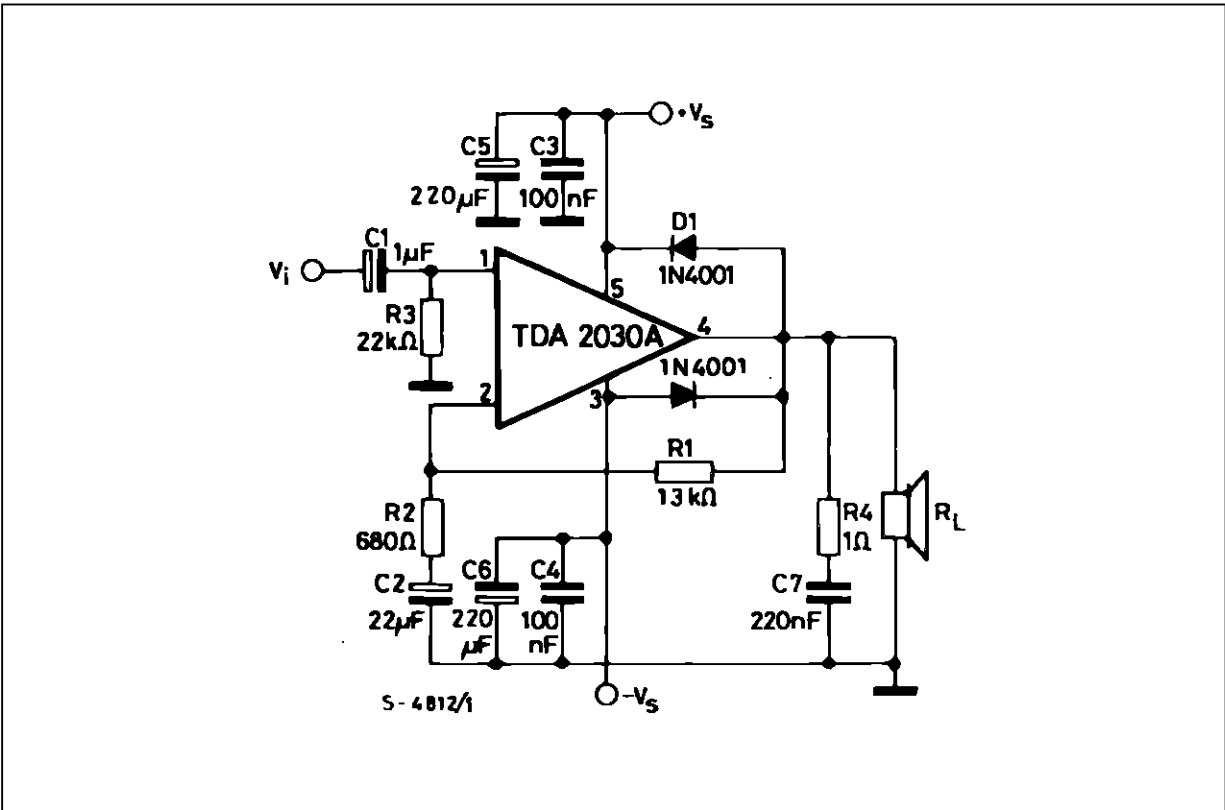 +Vs
C5
C3
220µF
100nF
D1
C1
1µF
Vi
1
5
1N4001
R3
22kΩ
TDA 2030A
4
1N4001
2
3
R1
13kΩ
R2
680Ω
R4
1Ω
RL
C2
22µF
C6
220
µF
C4
100
nF
C7
220nF
-Vs
S-4812/1